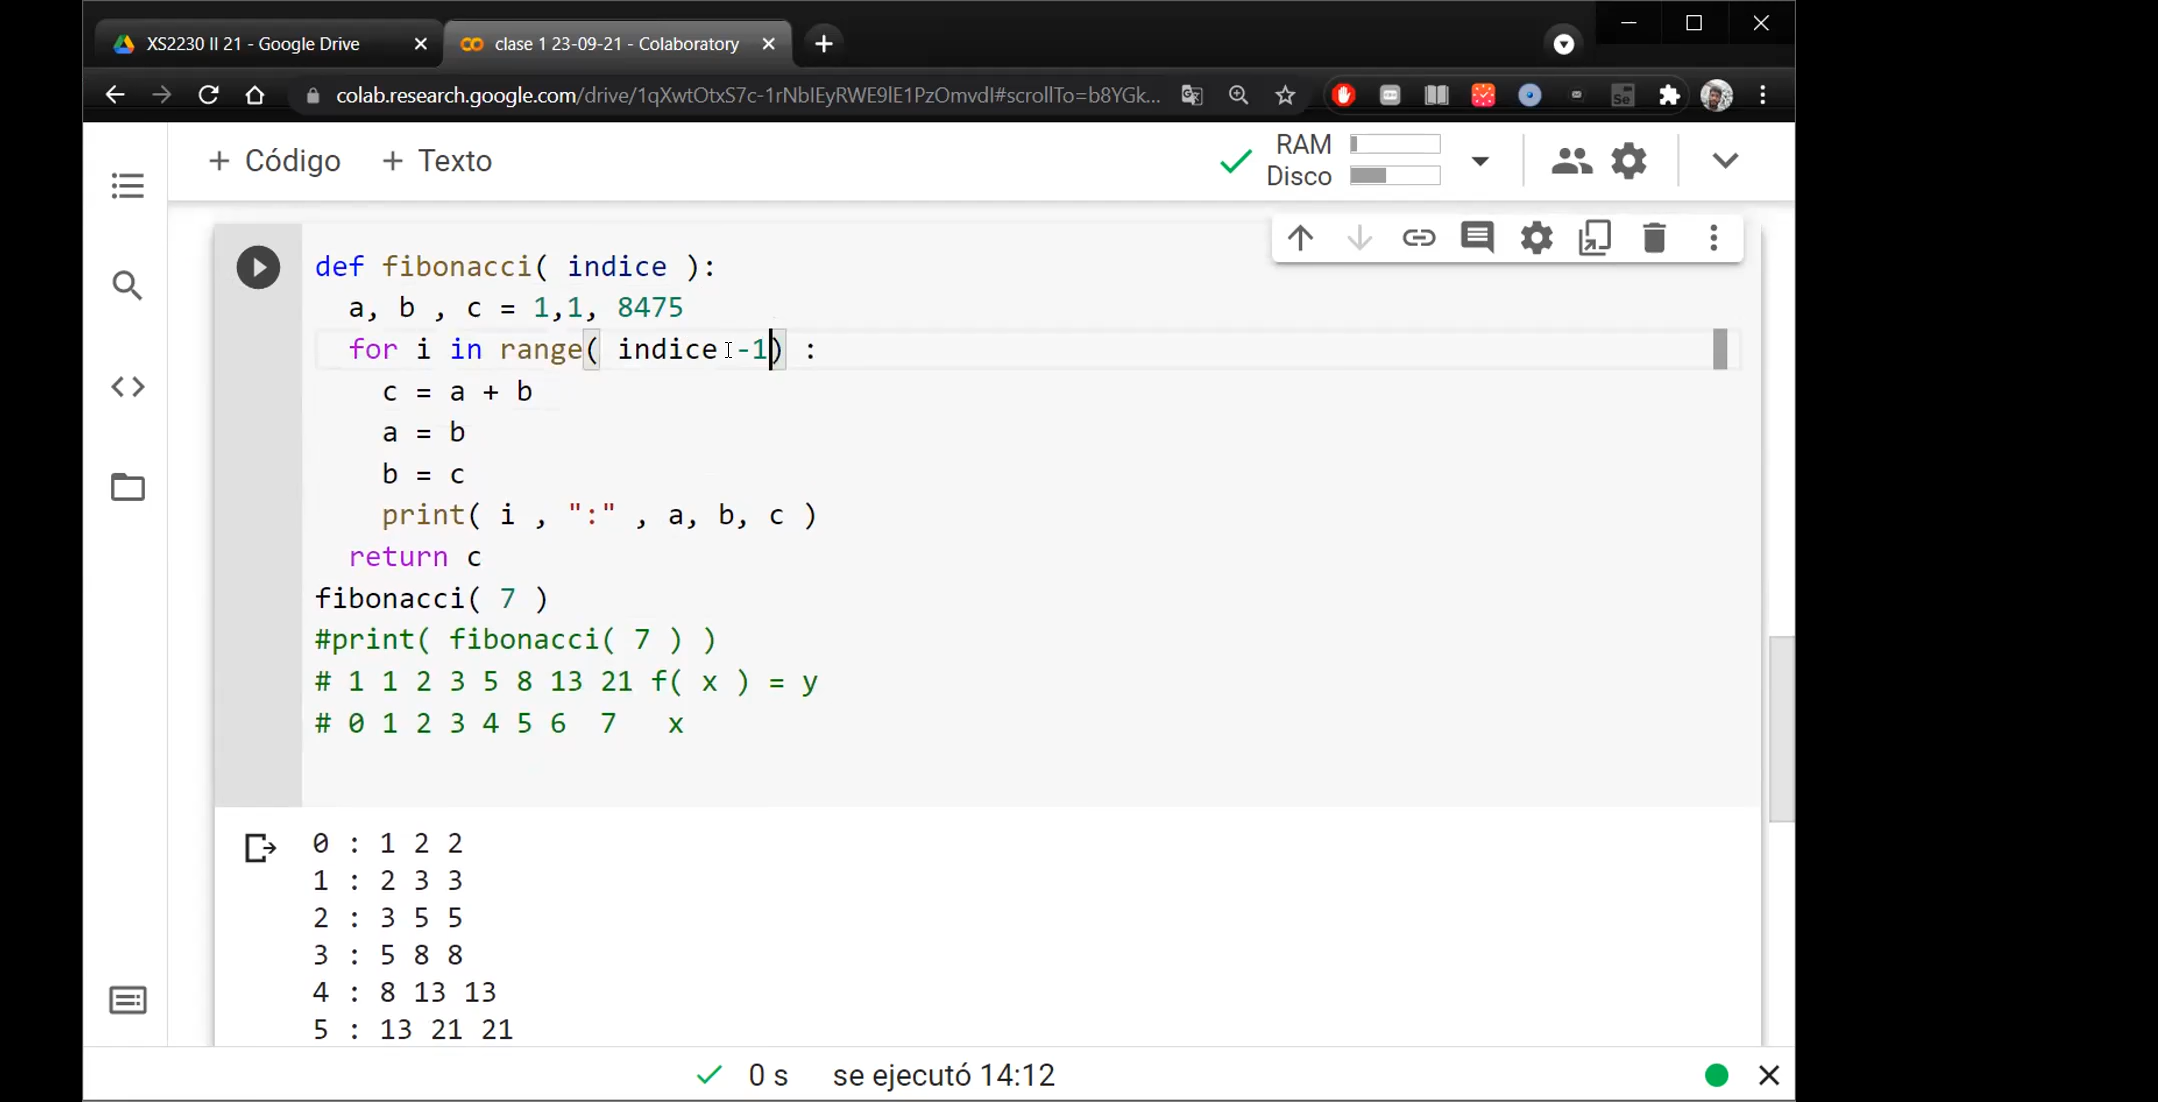 XS2230 II 21 - Google Drive
clase 1 23-09-21 - Colaboratory
colab.research.google.com/drive/1qXwtOtxS7c-1rNbIEyRWE9lE1PzOmvdI#scrollTo=b8YGk...
+ Código + Texto
RAM
Disco
def fibonacci( indice ):
a, b , c = 1,1, 8475
for i in range( indice -1) :
c = a + b
a = b
b = c
print( i , ":" , a, b, c )
return c
fibonacci( 7 )
#print( fibonacci( 7 ) )
# 1 1 2 3 5 8 13 21 f( x ) = y
# 0 1 2 3 4 5 6 7 x
0 : 1 2 2
1 : 2 3 3
2 : 3 5 5
3 : 5 8 8
4 : 8 13 13
5 : 13 21 21
0 s se ejecutó 14:12